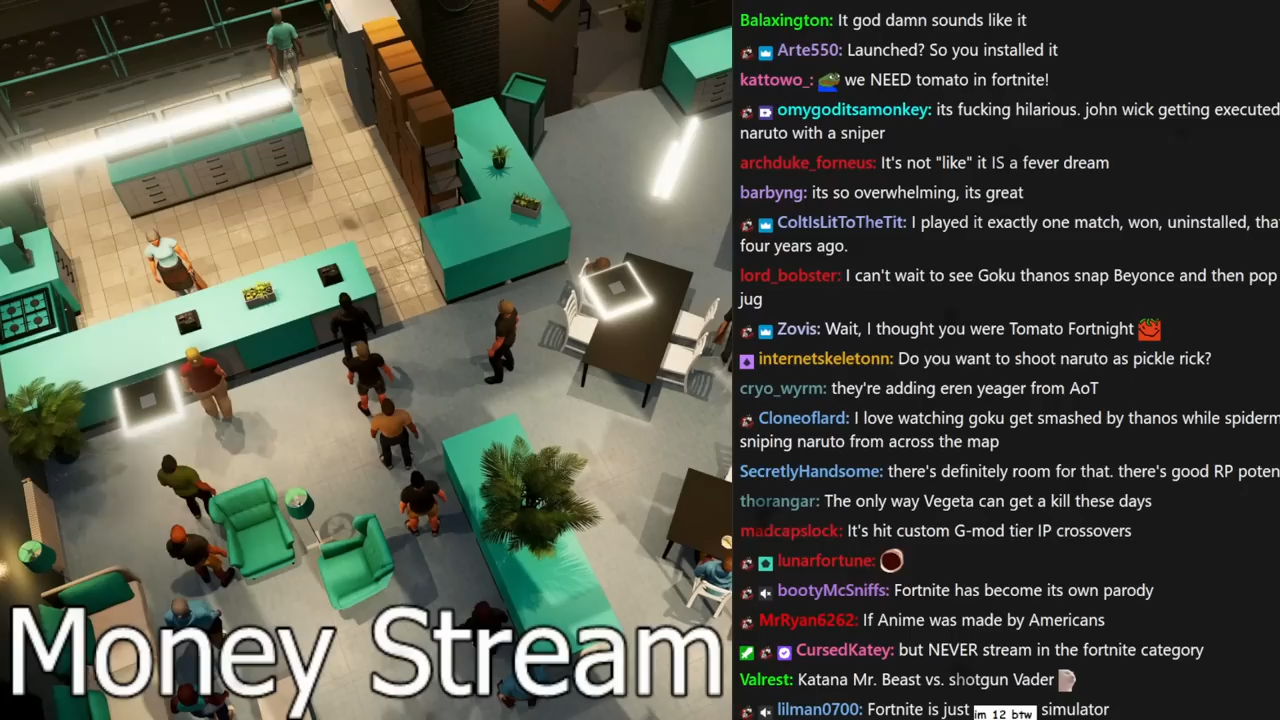 Balaxington: It god damn sounds like it
Arte550: Launched? So you installed it
kattowo_: we NEED tomato in fortnite!
omygoditsamonkey: its fucking hilarious. john wick getting executed
naruto with a sniper
archduke_forneus: It's not "like" it IS a fever dream
barbyng: its so overwhelming, its great
ColtIsLitToTheTit: I played it exactly one match, won, uninstalled, tha
four years ago.
lord_bobster: I can't wait to see Goku thanos snap Beyonce and then pop
jug
Zovis: Wait, I thought you were Tomato Fortnight
internetskeletonn: Do you want to shoot naruto as pickle rick?
cryo_wyrm: they're adding eren yeager from AoT
Cloneoflard: I love watching goku get smashed by thanos while spiderm
sniping naruto from across the map
SecretlyHandsome: there's definitely room for that. there's good RP poten
thorangar: The only way Vegeta can get a kill these days
madcapslock: It's hit custom G-mod tier IP crossovers
lunarfortune:
bootyMcSniffs: Fortnite has become its own parody
MrRyan6262: If Anime was made by Americans
CursedKatey: but NEVER stream in the fortnite category
Valrest: Katana Mr. Beast vs. shotgun Vader
lilman0700: Fortnite is just im 12 btw simulator
Money Stream